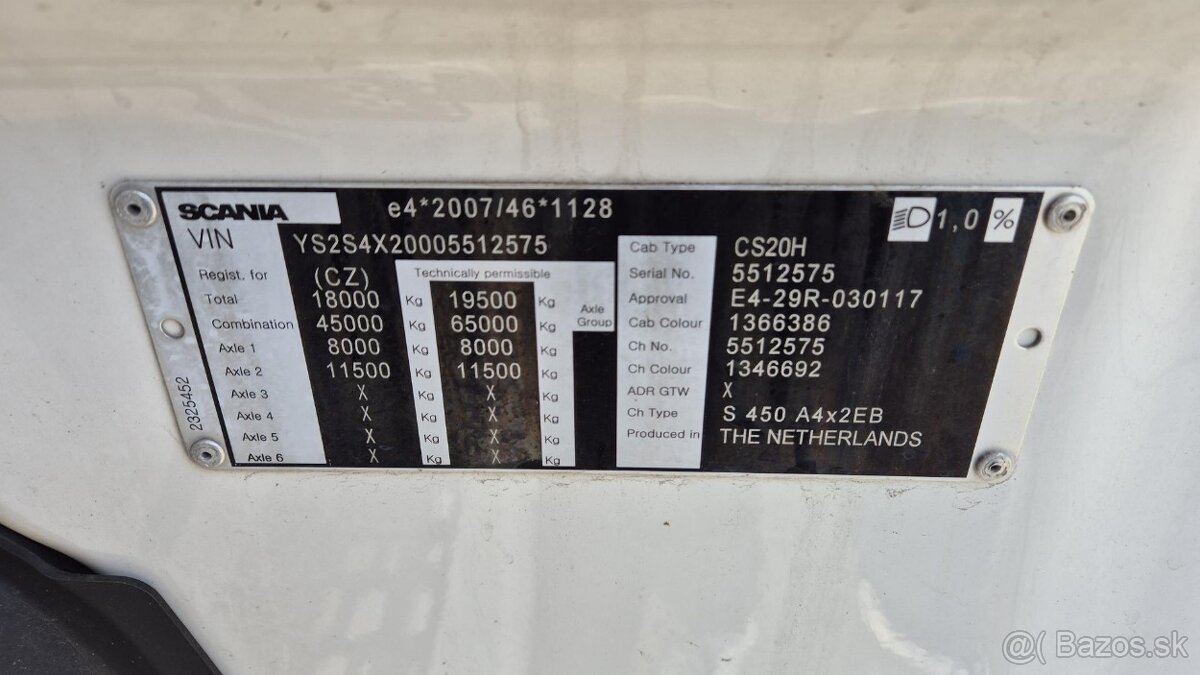 SCANIA e4*2007/46*1128 1,0 %
VIN YS2S4X20005512575
Regist. for (CZ) Technically permissible
Total 18000 Kg 19500 Kg Axle Group
Combination 45000 Kg 65000 Kg
Axle 1 8000 Kg 8000 Kg
Axle 2 11500 Kg 11500 Kg
Axle 3 X Kg X Kg
Axle 4 X Kg X Kg
Axle 5 X Kg X Kg
Axle 6 X Kg X Kg
Cab Type CS20H
Serial No. 5512575
Approval E4-29R-030117
Cab Colour 1366386
Ch No. 5512575
Ch Colour 1346692
ADR GTW X
Ch Type S 450 A4x2EB
Produced in THE NETHERLANDS
2325452
@( Bazos.sk